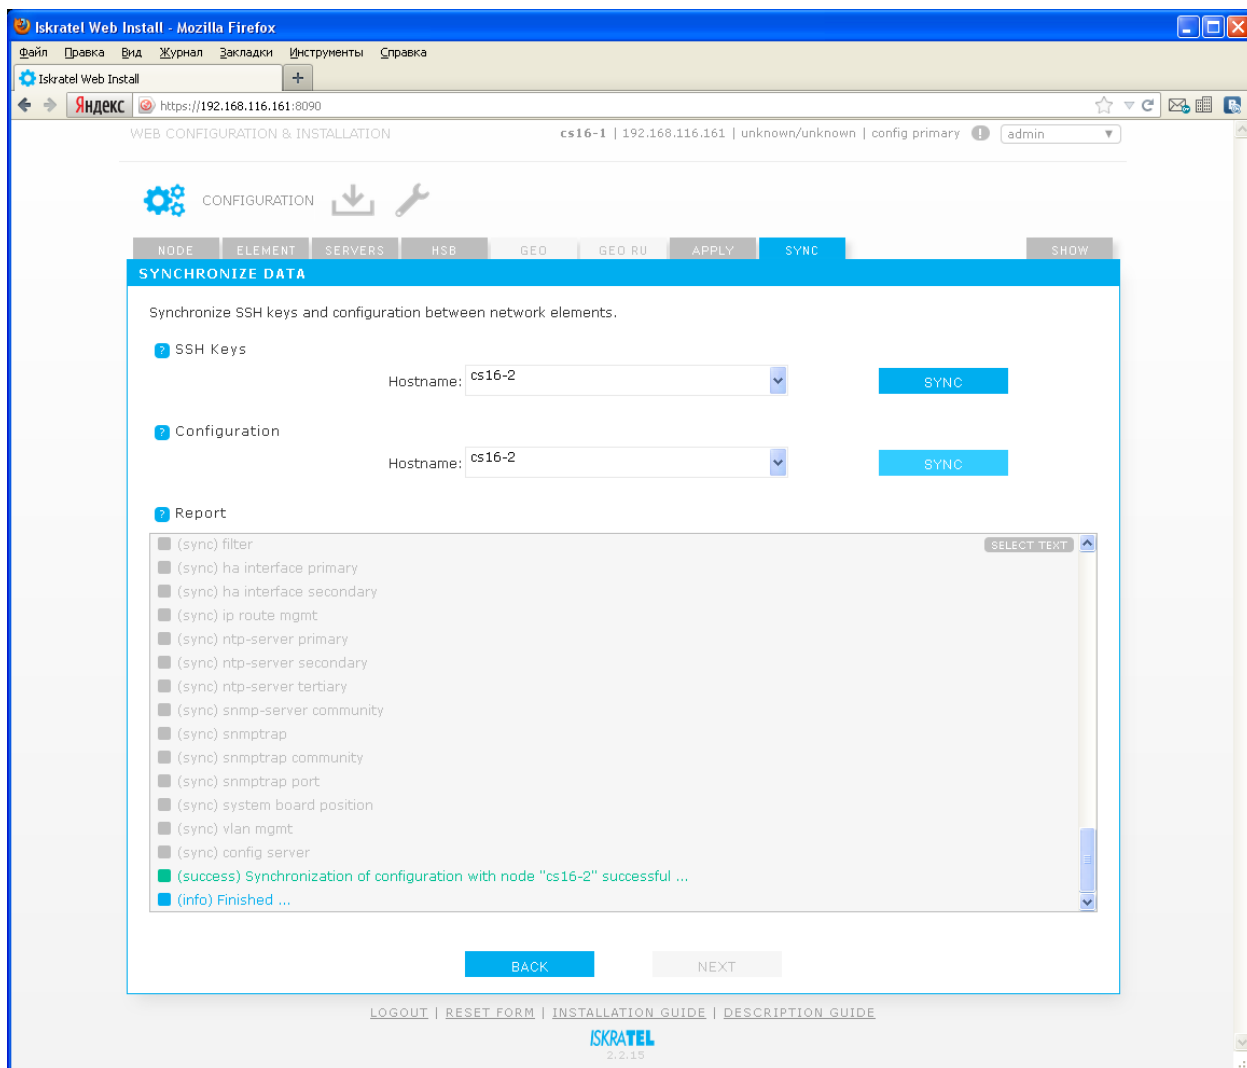 Iskratel Web Install - Mozilla Firefox
Файл Правка Вид Журнал Закладки Инструменты Справка
Iskratel Web Install +
Яндекс https://192.168.116.161:8090
WEB CONFIGURATION & INSTALLATION cs16-1 | 192.168.116.161 | unknown/unknown | config primary admin
CONFIGURATION
NODE ELEMENT SERVERS HSB GEO GEO RU APPLY SYNC SHOW
SYNCHRONIZE DATA
Synchronize SSH keys and configuration between network elements.
? SSH Keys
Hostname: cs16-2 SYNC
? Configuration
Hostname: cs16-2 SYNC
? Report
(sync) filter SELECT TEXT
(sync) ha interface primary
(sync) ha interface secondary
(sync) ip route mgmt
(sync) ntp-server primary
(sync) ntp-server secondary
(sync) ntp-server tertiary
(sync) snmp-server community
(sync) snmptrap
(sync) snmptrap community
(sync) snmptrap port
(sync) system board position
(sync) vlan mgmt
(sync) config server
(success) Synchronization of configuration with node "cs16-2" successful ...
(info) Finished ...
BACK NEXT
LOGOUT | RESET FORM | INSTALLATION GUIDE | DESCRIPTION GUIDE
ISKRATEL
2.2.15